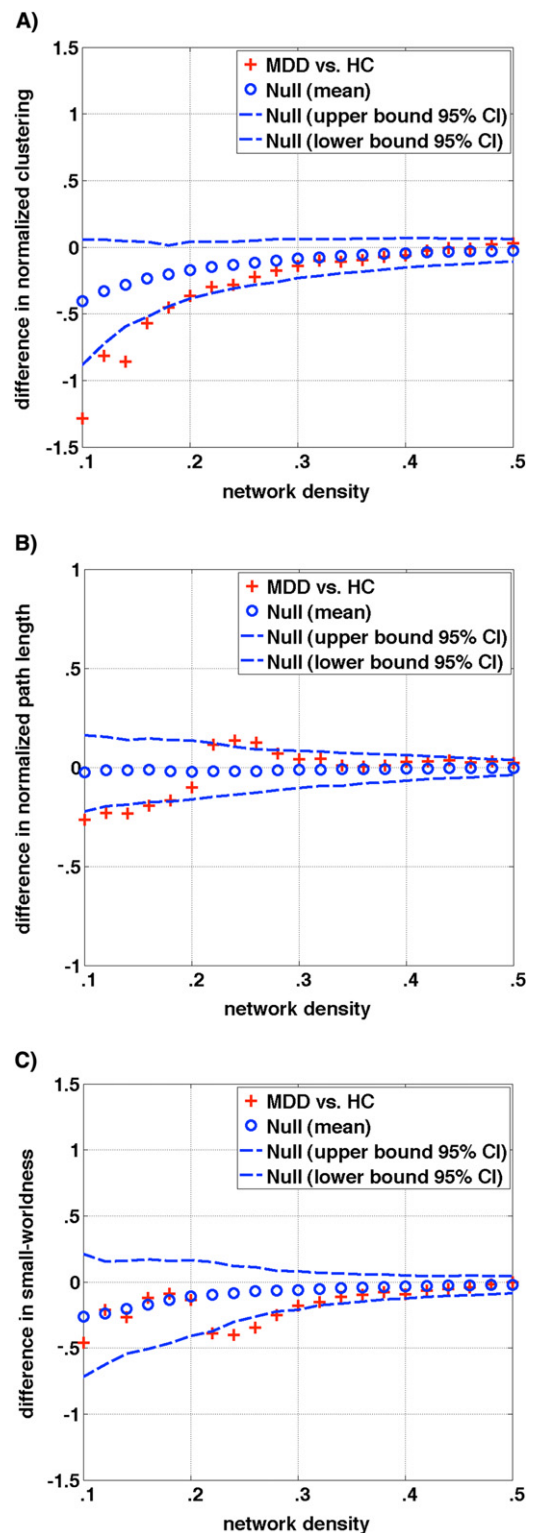 A)
1.5
1
.5
0
-.5
-1
-1.5
difference in normalized clustering
MDD vs. HC
Null (mean)
Null (upper bound 95% CI)
Null (lower bound 95% CI)
.1 .2 .3 .4 .5
network density
B)
1
0.5
0
-.5
-1
difference in normalized path length
MDD vs. HC
Null (mean)
Null (upper bound 95% CI)
Null (lower bound 95% CI)
.1 .2 .3 .4 .5
network density
C)
1.5
1
.5
0
-.5
-1
-1.5
difference in small-worldness
MDD vs. HC
Null (mean)
Null (upper bound 95% CI)
Null (lower bound 95% CI)
.1 .2 .3 .4 .5
network density